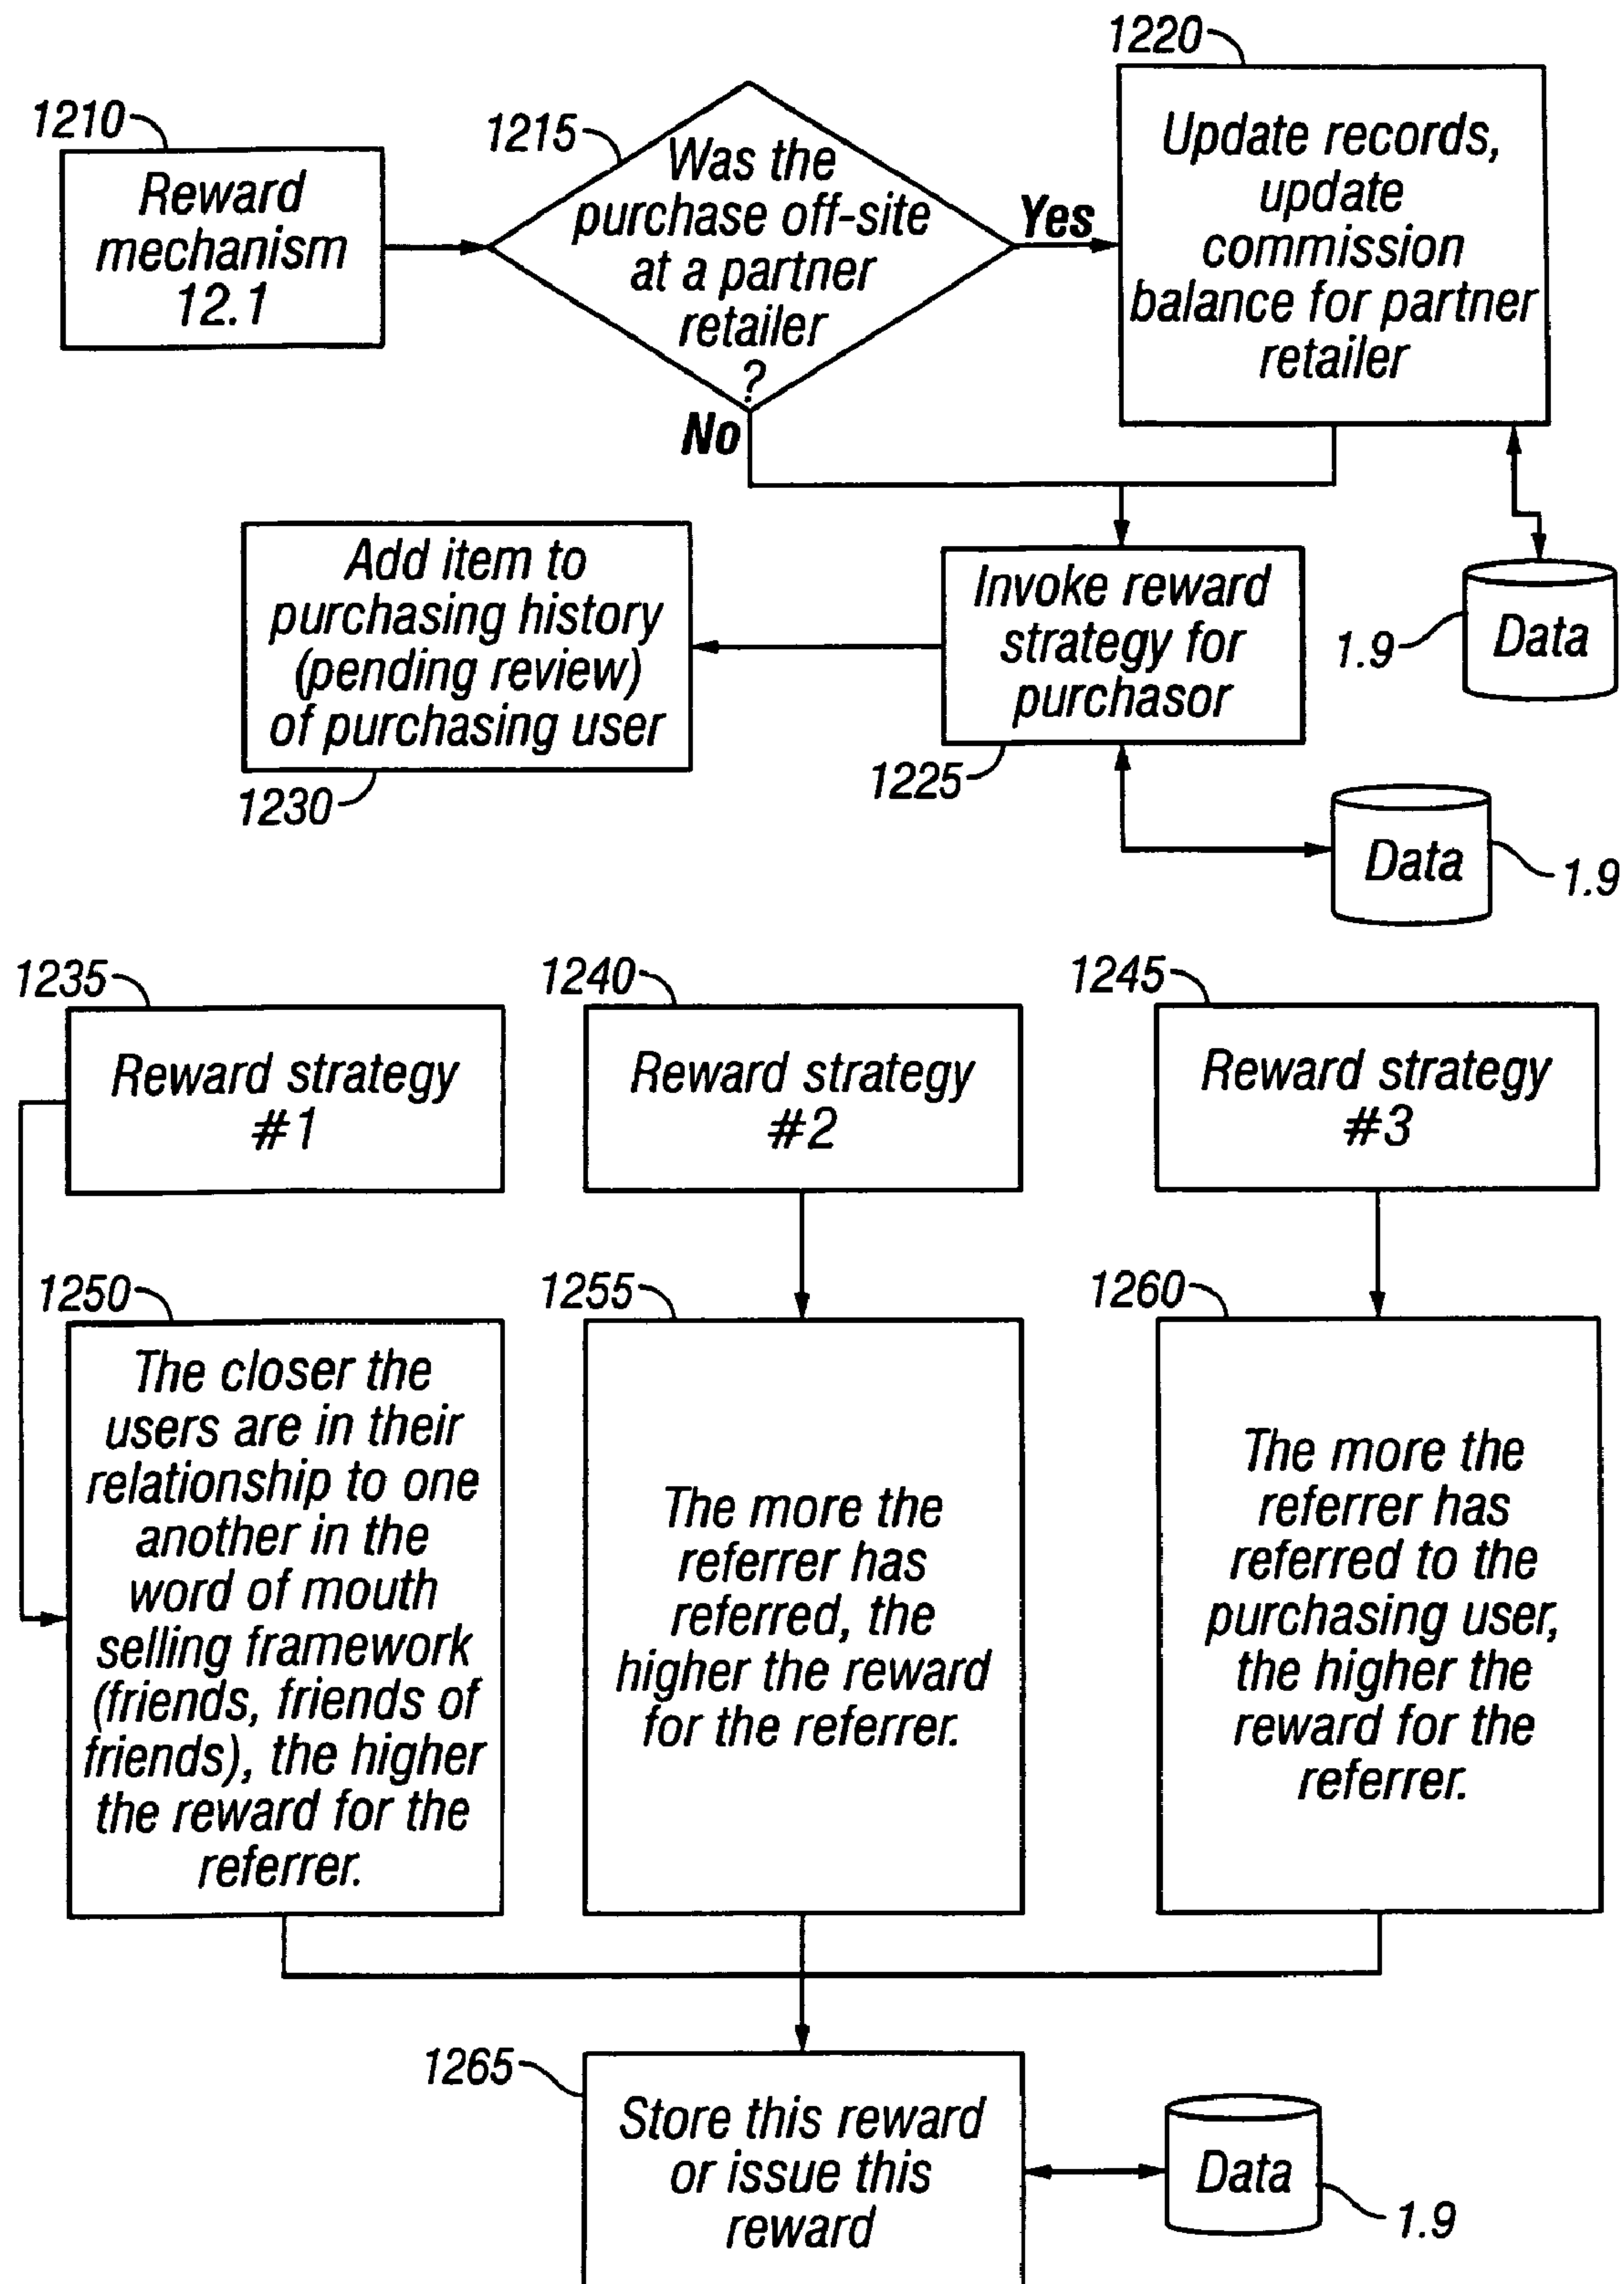 1210
Reward
mechanism
12.1
1215
Was the
purchase off-site
at a partner
retailer
?
Yes
No
1220
Update records,
update
commission
balance for partner
retailer
1.9
Data
Invoke reward
strategy for
purchasor
1225
Add item to
purchasing history
(pending review)
of purchasing user
1230
Data
1.9
1235
Reward strategy
#1
1240
Reward strategy
#2
1245
Reward strategy
#3
1250
The closer the
users are in their
relationship to one
another in the
word of mouth
selling framework
(friends, friends of
friends), the higher
the reward for the
referrer.
1255
The more the
referrer has
referred, the
higher the reward
for the referrer.
1260
The more the
referrer has
referred to the
purchasing user,
the higher the
reward for the
referrer.
1265
Store this reward
or issue this
reward
Data
1.9